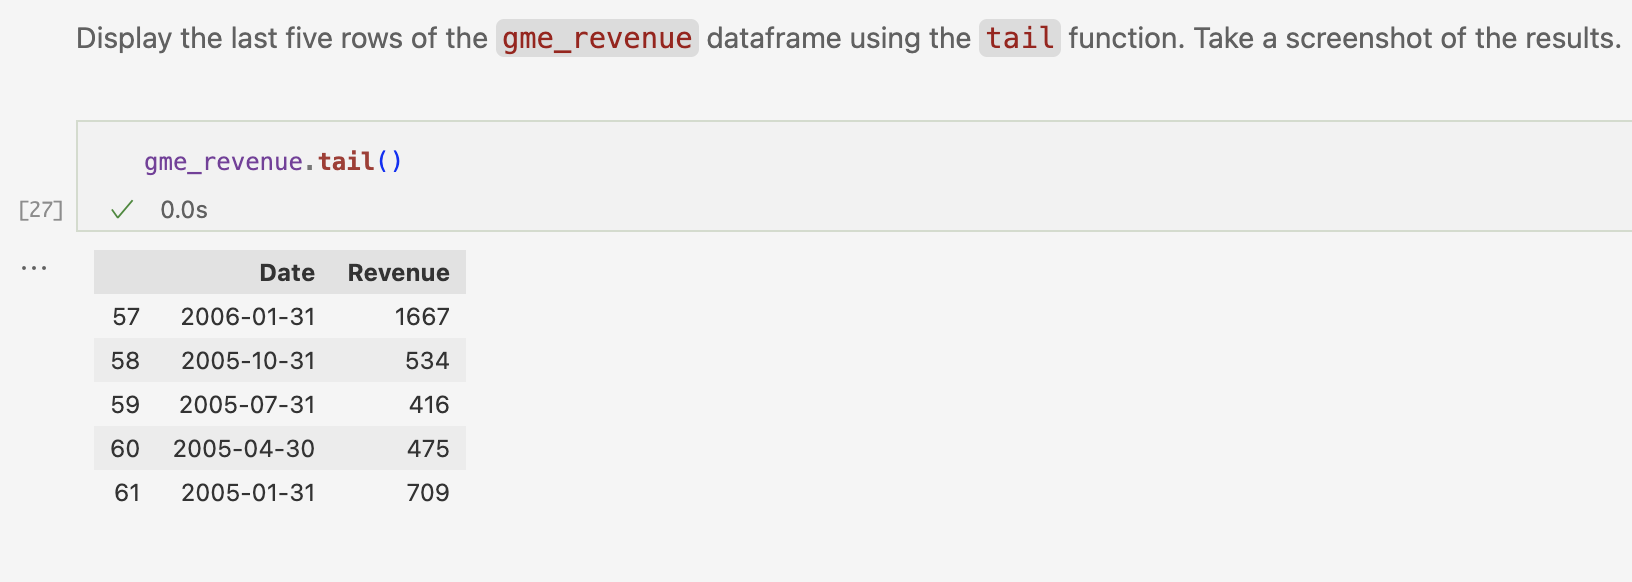 Display the last five rows of the gme_revenue dataframe using the tail function. Take a screenshot of the results.
gme_revenue.tail()
[27] ✓ 0.0s
...
Date Revenue
57 2006-01-31 1667
58 2005-10-31 534
59 2005-07-31 416
60 2005-04-30 475
61 2005-01-31 709